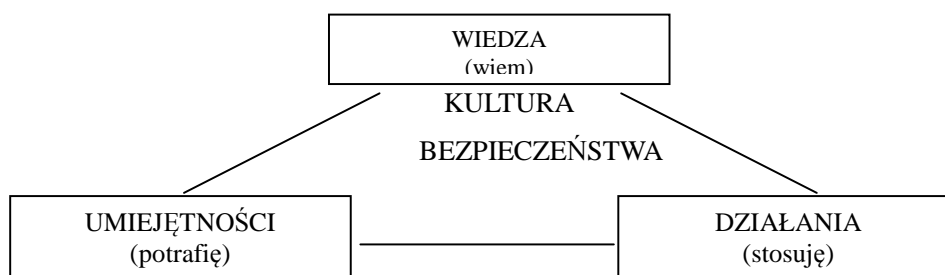 WIEDZA
(wiem)
KULTURA
BEZPIECZEŃSTWA
UMIEJĘTNOŚCI
(potrafię)
DZIAŁANIA
(stosuję)